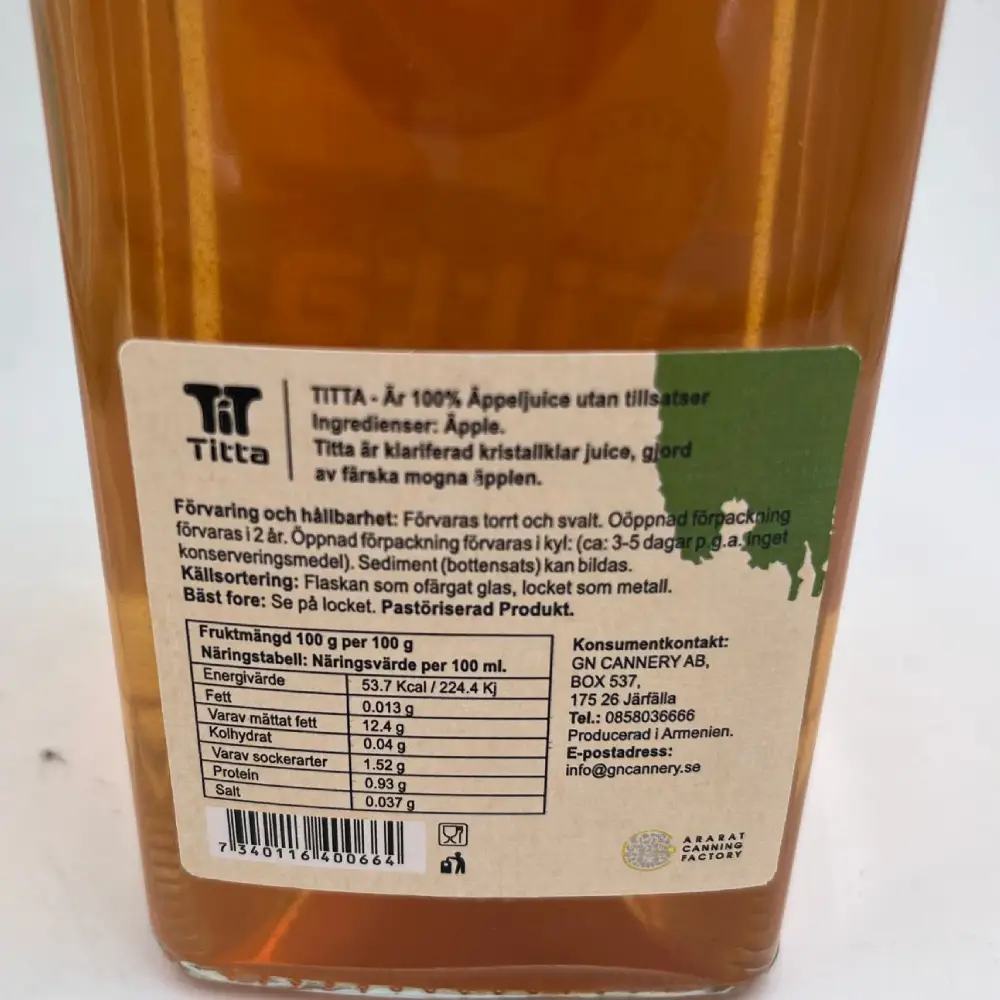 TiT
Titta
TITTA - Är 100% Äppeljuice utan tillsatser
Ingredienser: Äpple.
Titta är klariferad kristallklar juice, gjord
av färska mogna äpplen.
Förvaring och hållbarhet: Förvaras torrt och svalt. Oöppnad förpackning
förvaras i 2 år. Öppnad förpackning förvaras i kyl: (ca: 3-5 dagar p.g.a. inget
konserveringsmedel). Sediment (bottensats) kan bildas.
Källsortering: Flaskan som ofärgat glas, locket som metall.
Bäst fore: Se på locket. Pastöriserad Produkt.
Fruktmängd 100 g per 100 g
Näringstabell: Näringsvärde per 100 ml.
Energivärde 53.7 Kcal / 224.4 Kj
Fett 0.013 g
Varav mättat fett 12.4 g
Kolhydrat 0.04 g
Varav sockerarter 1.52 g
Protein 0.93 g
Salt 0.037 g
Konsumentkontakt:
GN CANNERY AB,
BOX 537,
175 26 Järfälla
Tel.: 0858036666
Producerad i Armenien.
E-postadress:
info@gncannery.se
7 340116 400664
ARARAT
CANNING
FACTORY